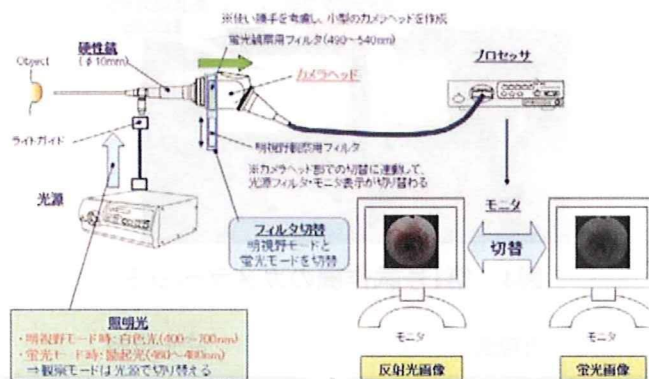 ※使い勝手を考慮し、小型のカメラヘッドを作成
蛍光観察用フィルタ(490～540nm)
硬性鏡
(φ10mm)
Object
カメラヘッド
プロセッサ
ライトガイド
明視野観察用フィルタ
※カメラヘッド部での切替に連動して、
光源フィルタ・モニタ表示が切り替わる
光源
フィルタ切替
明視野モードと
蛍光モードを切替
モニタ
切替
照明光
・明視野モード時:白色光(400～700nm)
・蛍光モード時:励起光(460～480nm)
⇒観察モードは光源で切り替える
モニタ
モニタ
反射光画像
蛍光画像